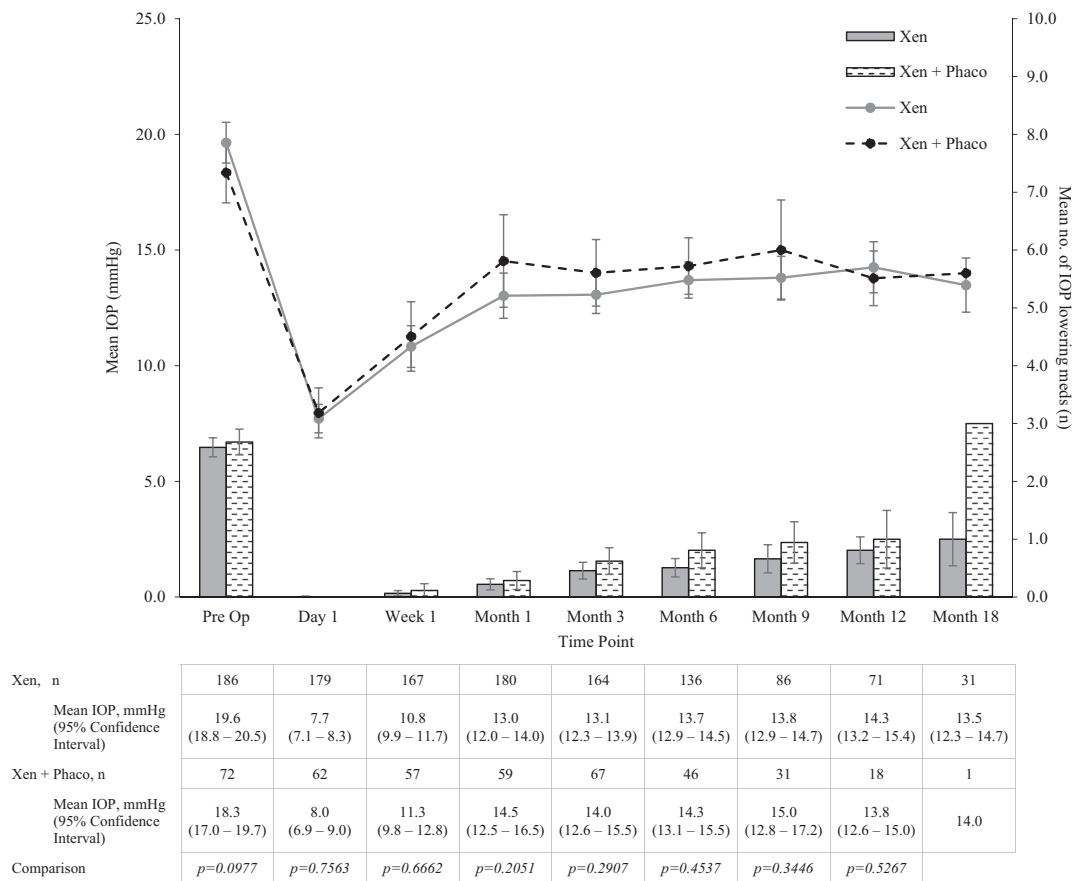 25.0
20.0
15.0
10.0
5.0
0.0
Mean IOP (mmHg)
10.0
9.0
8.0
7.0
6.0
5.0
4.0
3.0
2.0
1.0
0.0
Mean no. of IOP lowering meds (n)
Xen
Xen + Phaco
Xen
Xen + Phaco
Pre Op Day 1 Week 1 Month 1 Month 3 Month 6 Month 9 Month 12 Month 18
Time Point
Xen, n 186 179 167 180 164 136 86 71 31
Mean IOP, mmHg
(95% Confidence
Interval)
19.6 7.7 10.8 13.0 13.1 13.7 13.8 14.3 13.5
(18.8 – 20.5) (7.1 – 8.3) (9.9 – 11.7) (12.0 – 14.0) (12.3 – 13.9) (12.9 – 14.5) (12.9 – 14.7) (13.2 – 15.4) (12.3 – 14.7)
Xen + Phaco, n 72 62 57 59 67 46 31 18 1
Mean IOP, mmHg
(95% Confidence
Interval)
18.3 8.0 11.3 14.5 14.0 14.3 15.0 13.8 14.0
(17.0 – 19.7) (6.9 – 9.0) (9.8 – 12.8) (12.5 – 16.5) (12.6 – 15.5) (13.1 – 15.5) (12.8 – 17.2) (12.6 – 15.0)
Comparison p=0.0977 p=0.7563 p=0.6662 p=0.2051 p=0.2907 p=0.4537 p=0.3446 p=0.5267